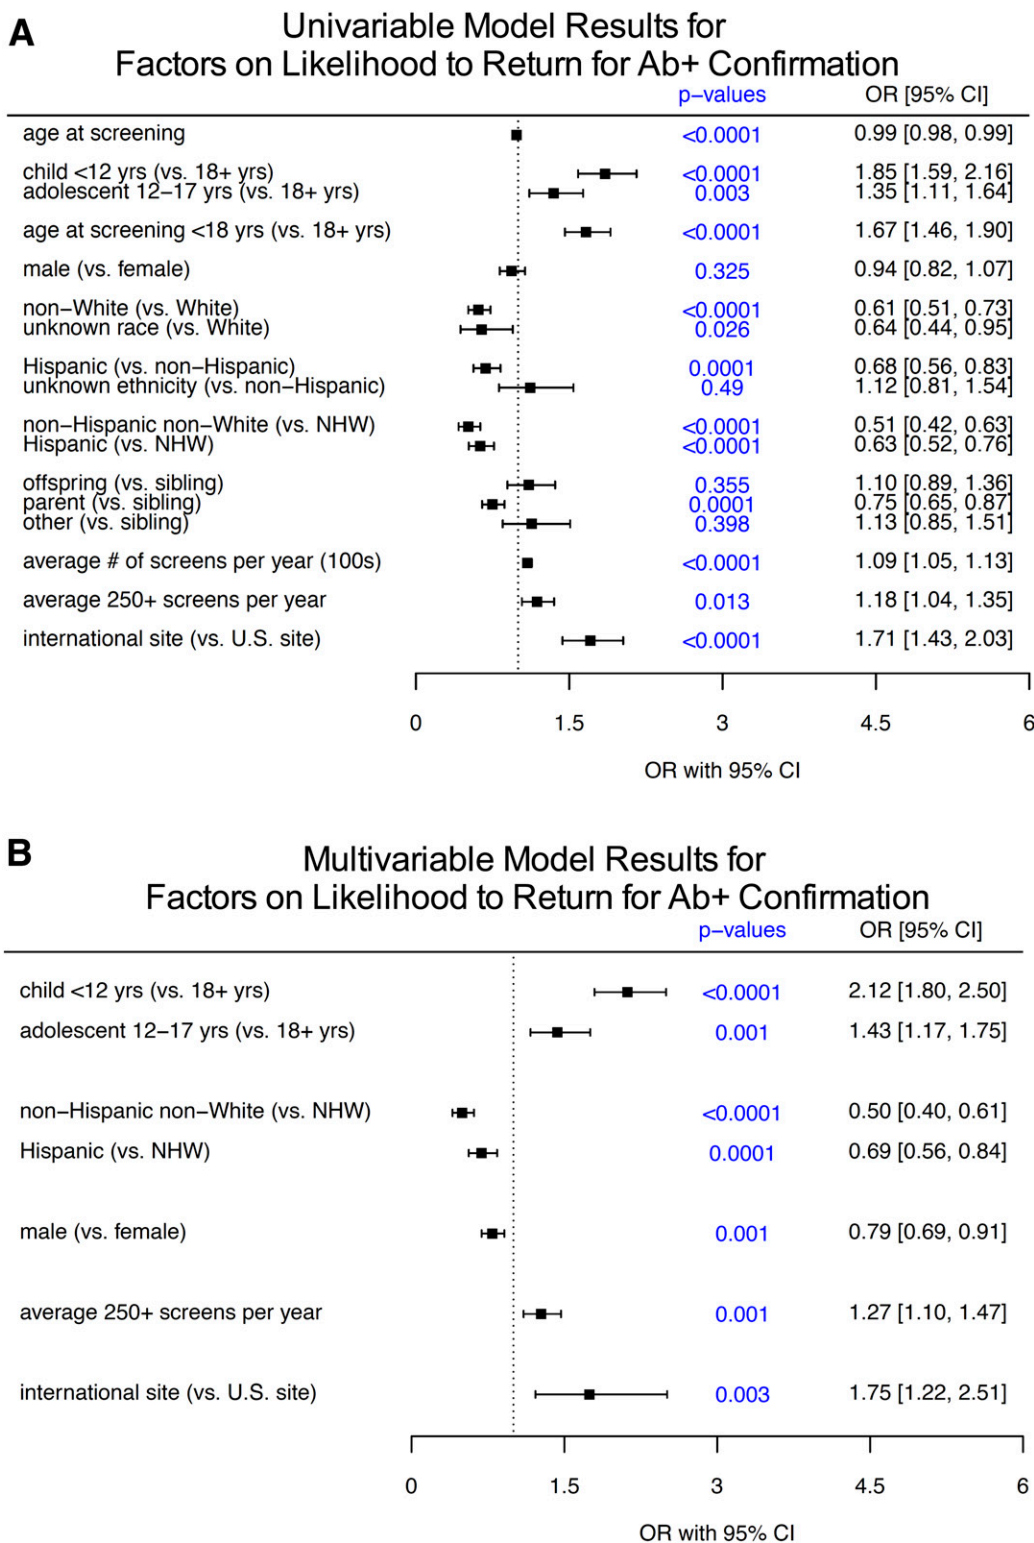 A
Univariable Model Results for
Factors on Likelihood to Return for Ab+ Confirmation
p−values OR [95% CI]
age at screening <0.0001 0.99 [0.98, 0.99]
child <12 yrs (vs. 18+ yrs) <0.0001 1.85 [1.59, 2.16]
adolescent 12−17 yrs (vs. 18+ yrs) 0.003 1.35 [1.11, 1.64]
age at screening <18 yrs (vs. 18+ yrs) <0.0001 1.67 [1.46, 1.90]
male (vs. female) 0.325 0.94 [0.82, 1.07]
non−White (vs. White) <0.0001 0.61 [0.51, 0.73]
unknown race (vs. White) 0.026 0.64 [0.44, 0.95]
Hispanic (vs. non−Hispanic) 0.0001 0.68 [0.56, 0.83]
unknown ethnicity (vs. non−Hispanic) 0.49 1.12 [0.81, 1.54]
non−Hispanic non−White (vs. NHW) <0.0001 0.51 [0.42, 0.63]
Hispanic (vs. NHW) <0.0001 0.63 [0.52, 0.76]
offspring (vs. sibling) 0.355 1.10 [0.89, 1.36]
parent (vs. sibling) 0.0001 0.75 [0.65, 0.87]
other (vs. sibling) 0.398 1.13 [0.85, 1.51]
average # of screens per year (100s) <0.0001 1.09 [1.05, 1.13]
average 250+ screens per year 0.013 1.18 [1.04, 1.35]
international site (vs. U.S. site) <0.0001 1.71 [1.43, 2.03]
0 1.5 3 4.5 6
OR with 95% CI
B
Multivariable Model Results for
Factors on Likelihood to Return for Ab+ Confirmation
p−values OR [95% CI]
child <12 yrs (vs. 18+ yrs) <0.0001 2.12 [1.80, 2.50]
adolescent 12−17 yrs (vs. 18+ yrs) 0.001 1.43 [1.17, 1.75]
non−Hispanic non−White (vs. NHW) <0.0001 0.50 [0.40, 0.61]
Hispanic (vs. NHW) 0.0001 0.69 [0.56, 0.84]
male (vs. female) 0.001 0.79 [0.69, 0.91]
average 250+ screens per year 0.001 1.27 [1.10, 1.47]
international site (vs. U.S. site) 0.003 1.75 [1.22, 2.51]
0 1.5 3 4.5 6
OR with 95% CI